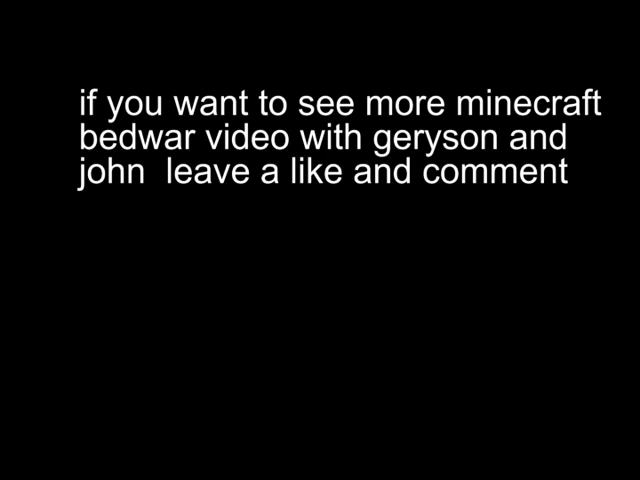 if you want to see more minecraft
bedwar video with geryson and
john  leave a like and comment